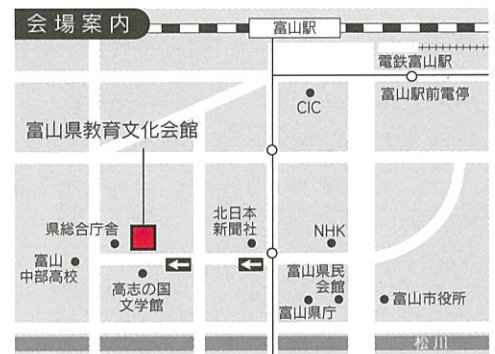 会場案内
富山駅
電鉄富山駅
富山駅前電停
CIC
富山県教育文化会館
県総合庁舎
北日本
新聞社
NHK
富山
中部高校
高志の国
文学館
富山県民
会館
富山県庁
富山市役所
松川